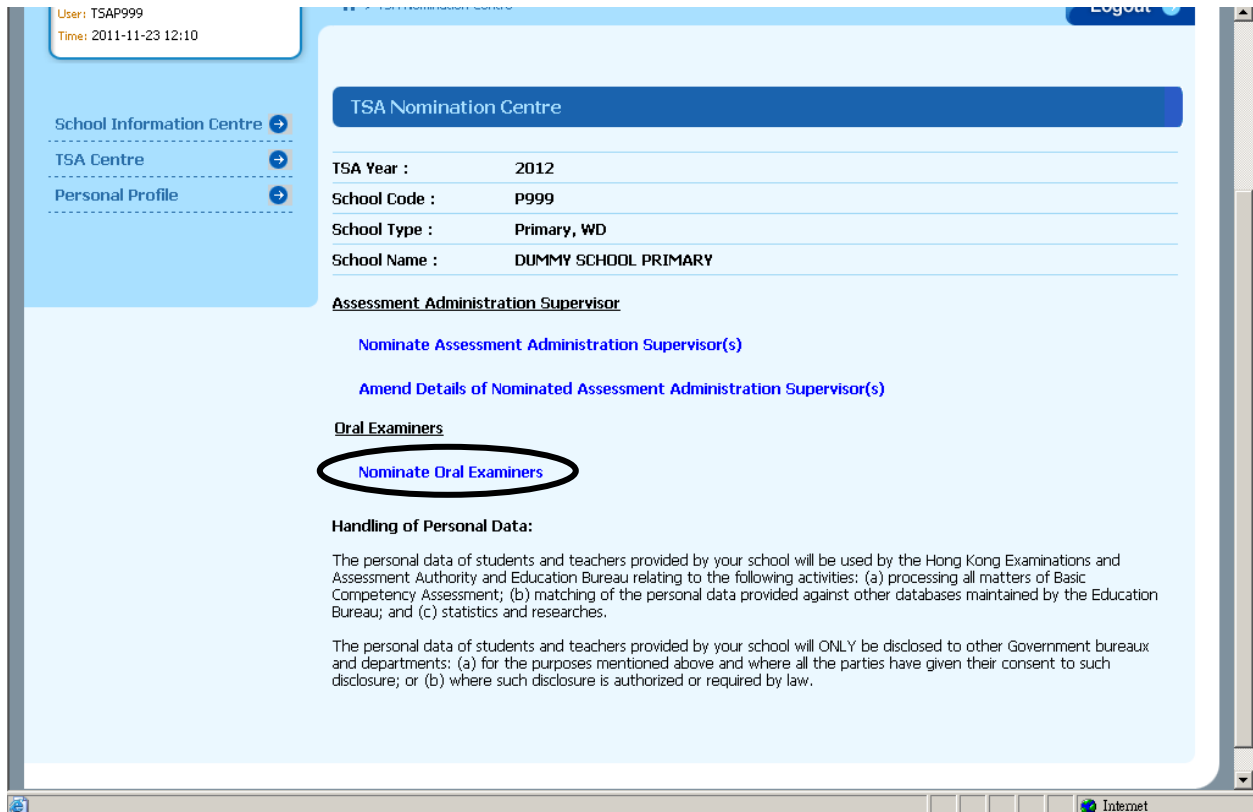 User: TSAP999
> TSA Nomination Centre
Logout
Time: 2011-11-23 12:10
TSA Nomination Centre
School Information Centre
TSA Centre
Personal Profile
TSA Year : 2012
School Code : P999
School Type : Primary, WD
School Name : DUMMY SCHOOL PRIMARY
Assessment Administration Supervisor
Nominate Assessment Administration Supervisor(s)
Amend Details of Nominated Assessment Administration Supervisor(s)
Oral Examiners
Nominate Oral Examiners
Handling of Personal Data:
The personal data of students and teachers provided by your school will be used by the Hong Kong Examinations and
Assessment Authority and Education Bureau relating to the following activities: (a) processing all matters of Basic
Competency Assessment; (b) matching of the personal data provided against other databases maintained by the Education
Bureau; and (c) statistics and researches.
The personal data of students and teachers provided by your school will ONLY be disclosed to other Government bureaux
and departments: (a) for the purposes mentioned above and where all the parties have given their consent to such
disclosure; or (b) where such disclosure is authorized or required by law.
Internet